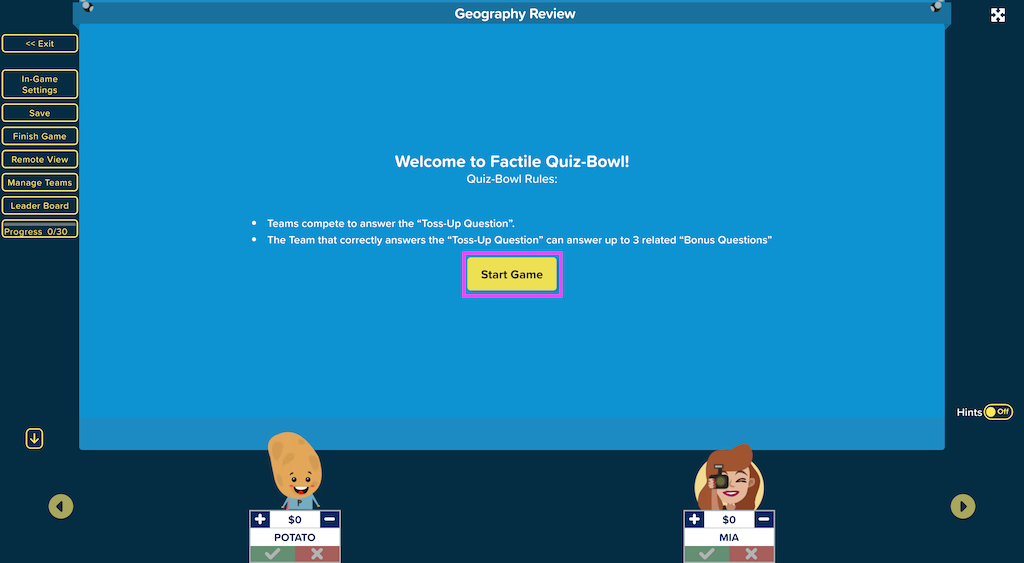 Geography Review
<< Exit
In-Game
Settings
Save
Finish Game
Remote View
Manage Teams
Leader Board
Progress 0/30
Welcome to Factile Quiz-Bowl!
Quiz-Bowl Rules:
• Teams compete to answer the “Toss-Up Question”.
• The Team that correctly answers the “Toss-Up Question” can answer up to 3 related “Bonus Questions”
Start Game
Hints Off
P
+ $0 −
POTATO
+ $0 −
MIA